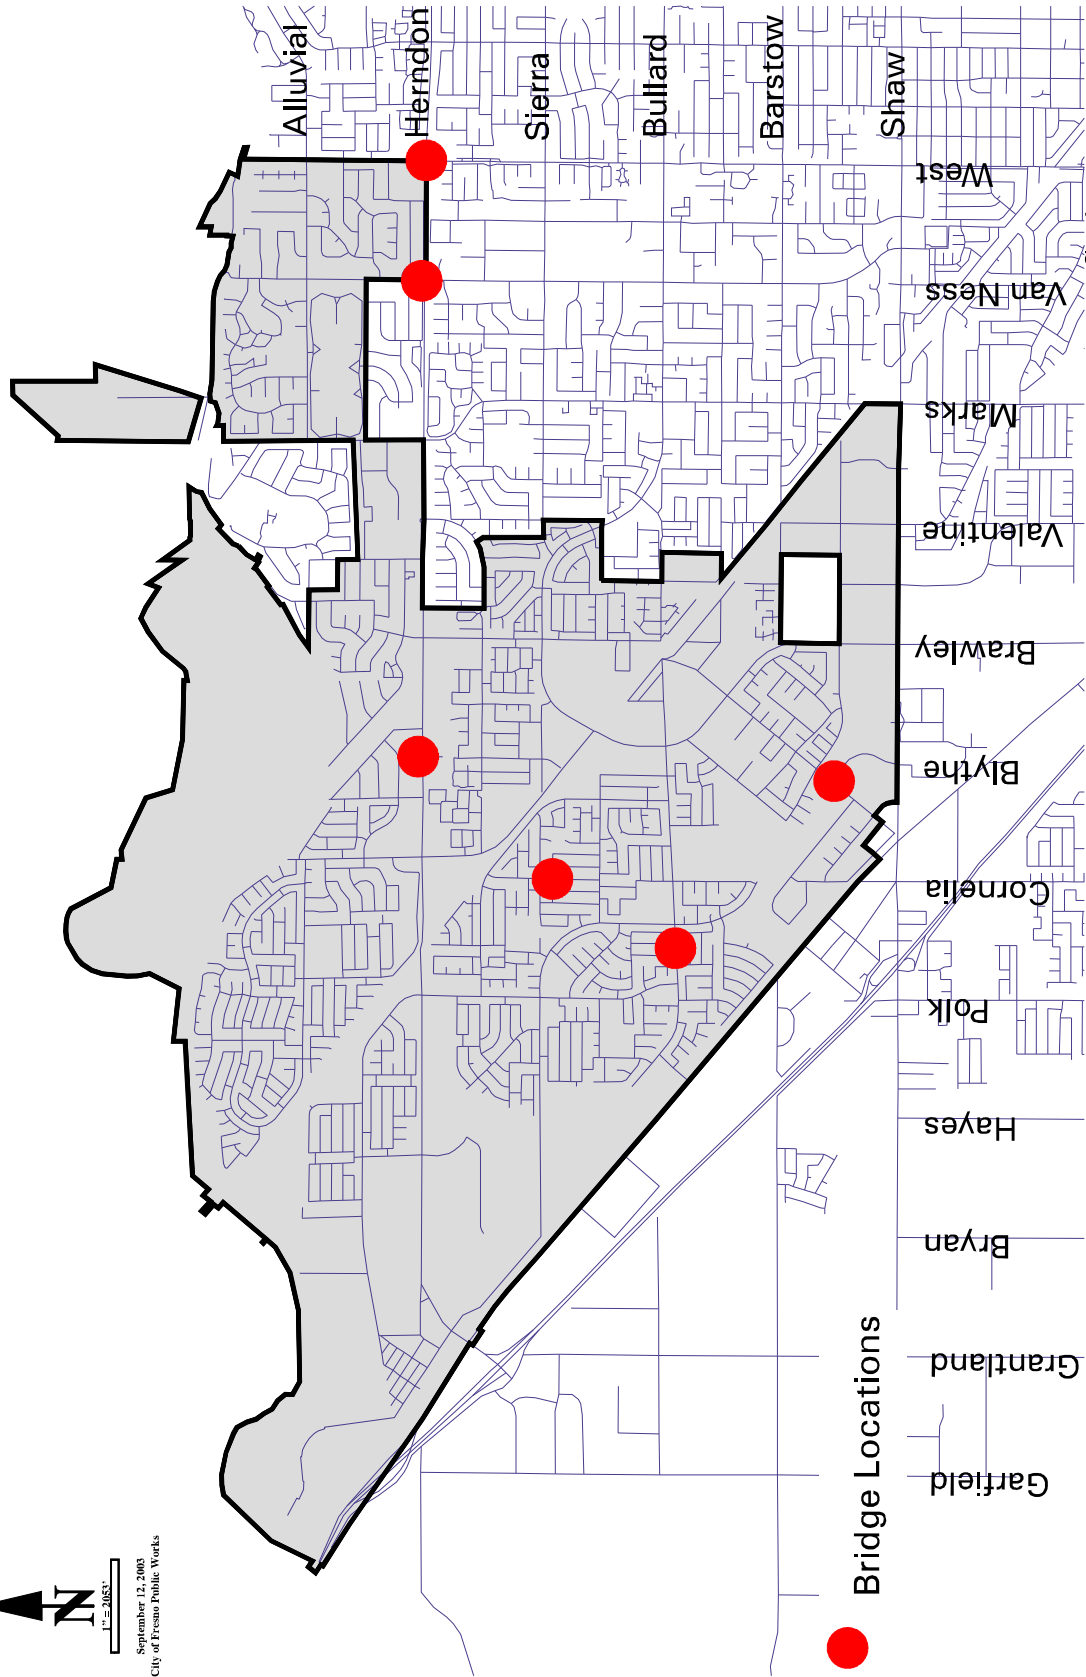 Alluvial
Herndon
Sierra
Bullard
Barstow
Shaw
West
Van Ness
Marks
Valentine
Brawley
Blythe
Cornelia
Polk
Hayes
Bryan
Grantland
Garfield
Bridge Locations
N
1" = 2053'
September 12, 2003
City of Fresno Public Works